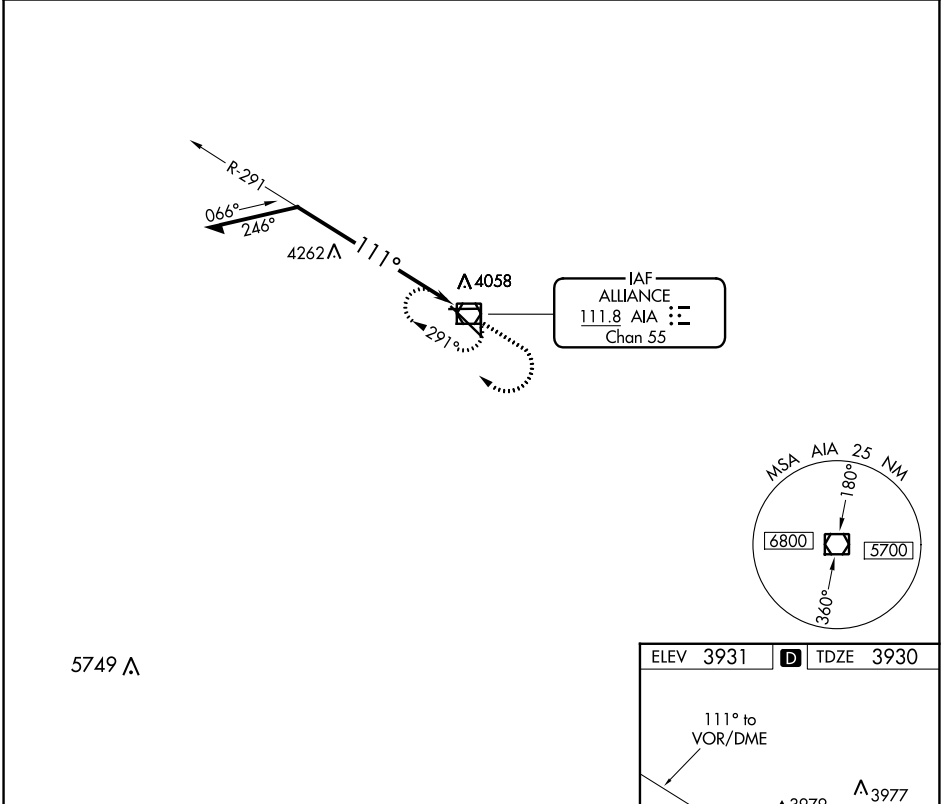 R-291
066°
246°
4262
111°
4058
IAF
ALLIANCE
111.8 AIA
Chan 55
291°
MSA AIA 25 NM
180°
6800
5700
360°
5749
ELEV 3931 D TDZE 3930
111° to
VOR/DME
3977